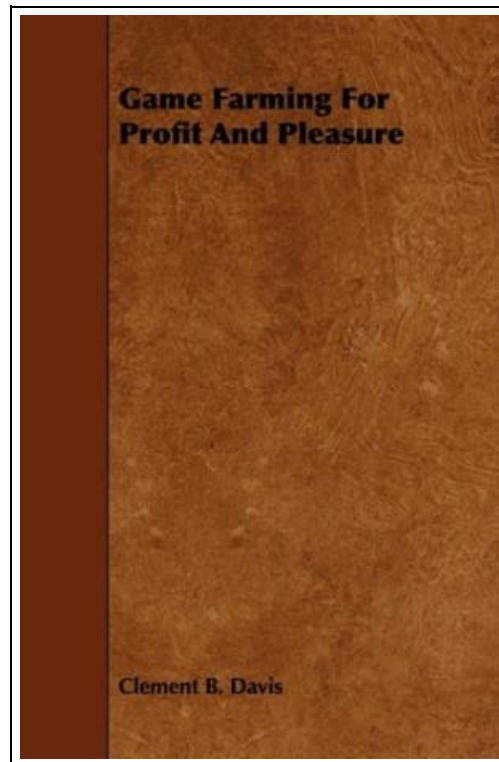 Game Farming For
Profit And Pleasure
Clement B. Davis